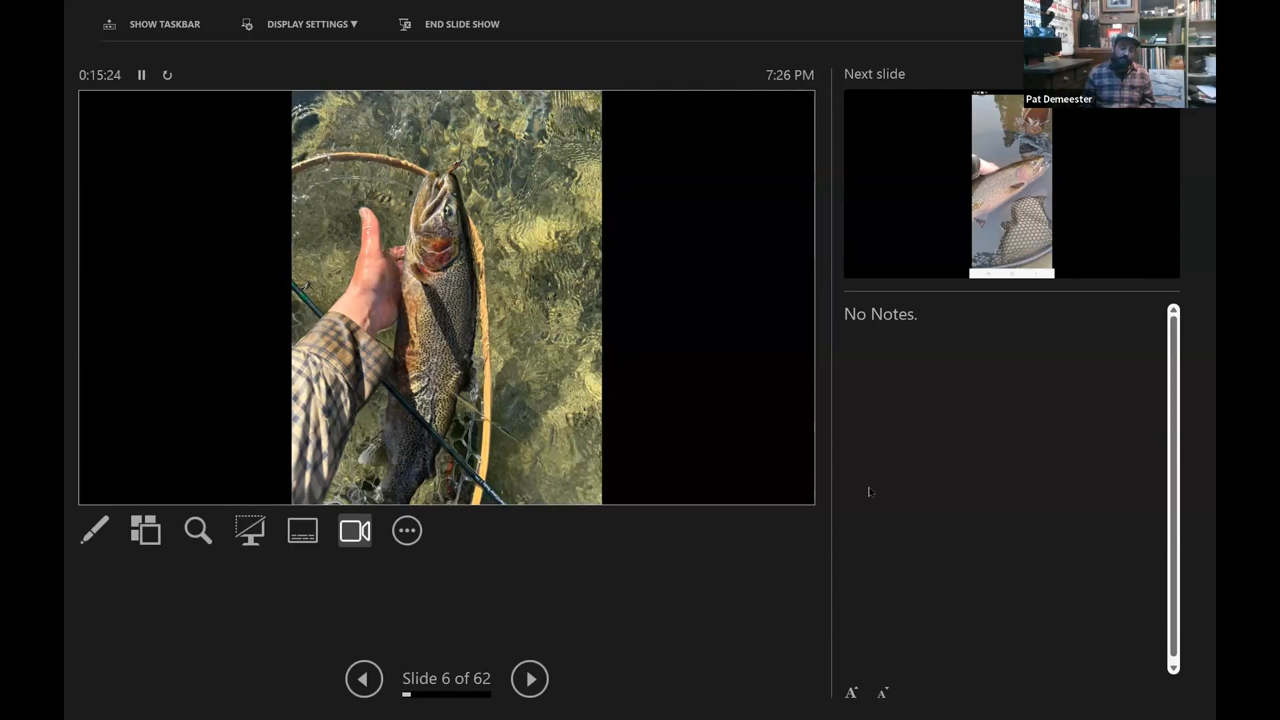 SHOW TASKBAR
DISPLAY SETTINGS ▼
END SLIDE SHOW
0:15:24
7:26 PM
Next slide
Pat Demeester
No Notes.
Slide 6 of 62
A
A